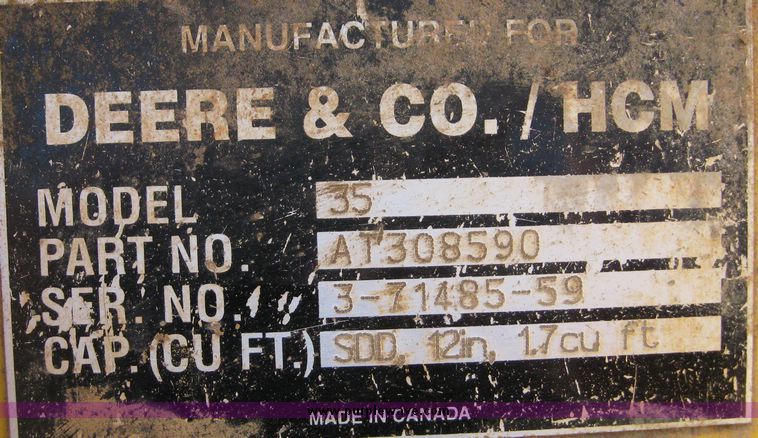 MANUFACTURED FOR
DEERE & CO. / HCM
MODEL 35
PART NO. AT308590
SER. NO. 3-71485-59
CAP. (CU FT.) SDD, 12in, 1.7cu ft
MADE IN CANADA